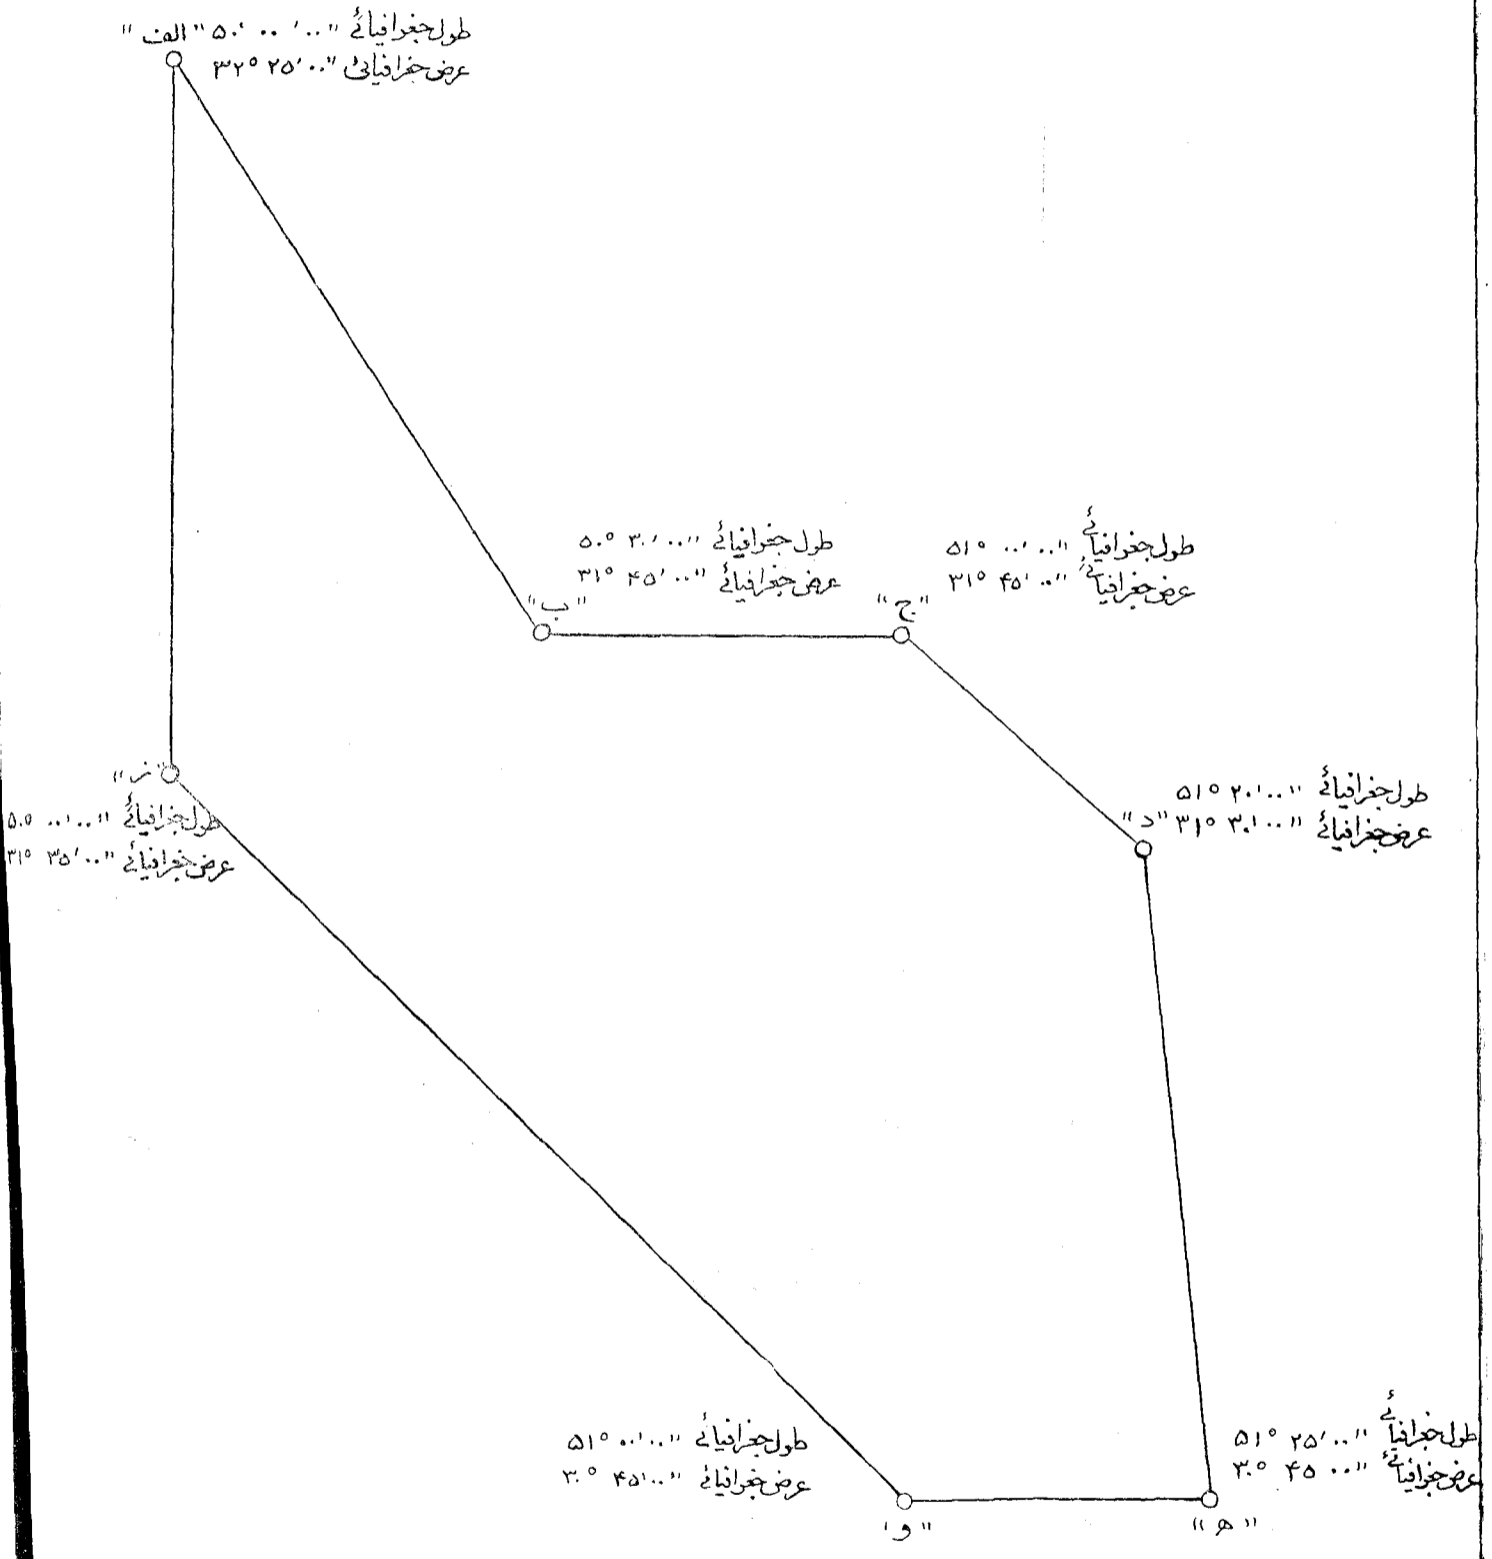 "الف" ۵۰° ۰۰' ۰۰" طول جغرافیائی
۳۲° ۲۵' ۰۰" عرض جغرافیائی
۵۰° ۳۰' ۰۰" طول جغرافیائی
۳۱° ۴۵' ۰۰" عرض جغرافیائی
"ب"
۵۱° ۰۰' ۰۰" طول جغرافیائی
۳۱° ۴۵' ۰۰" عرض جغرافیائی
"ج"
۵۱° ۲۰' ۰۰" طول جغرافیائی
"د" ۳۱° ۳۰' ۰۰" عرض جغرافیائی
"ز"
۵۰° ۰۰' ۰۰" طول جغرافیائی
۳۱° ۳۵' ۰۰" عرض جغرافیائی
۵۱° ۲۵' ۰۰" طول جغرافیائی
۳۰° ۴۵ ۰۰" عرض جغرافیائی
"ه"
۵۱° ۰۰' ۰۰" طول جغرافیائی
۳۰° ۴۵' ۰۰" عرض جغرافیائی
"و'